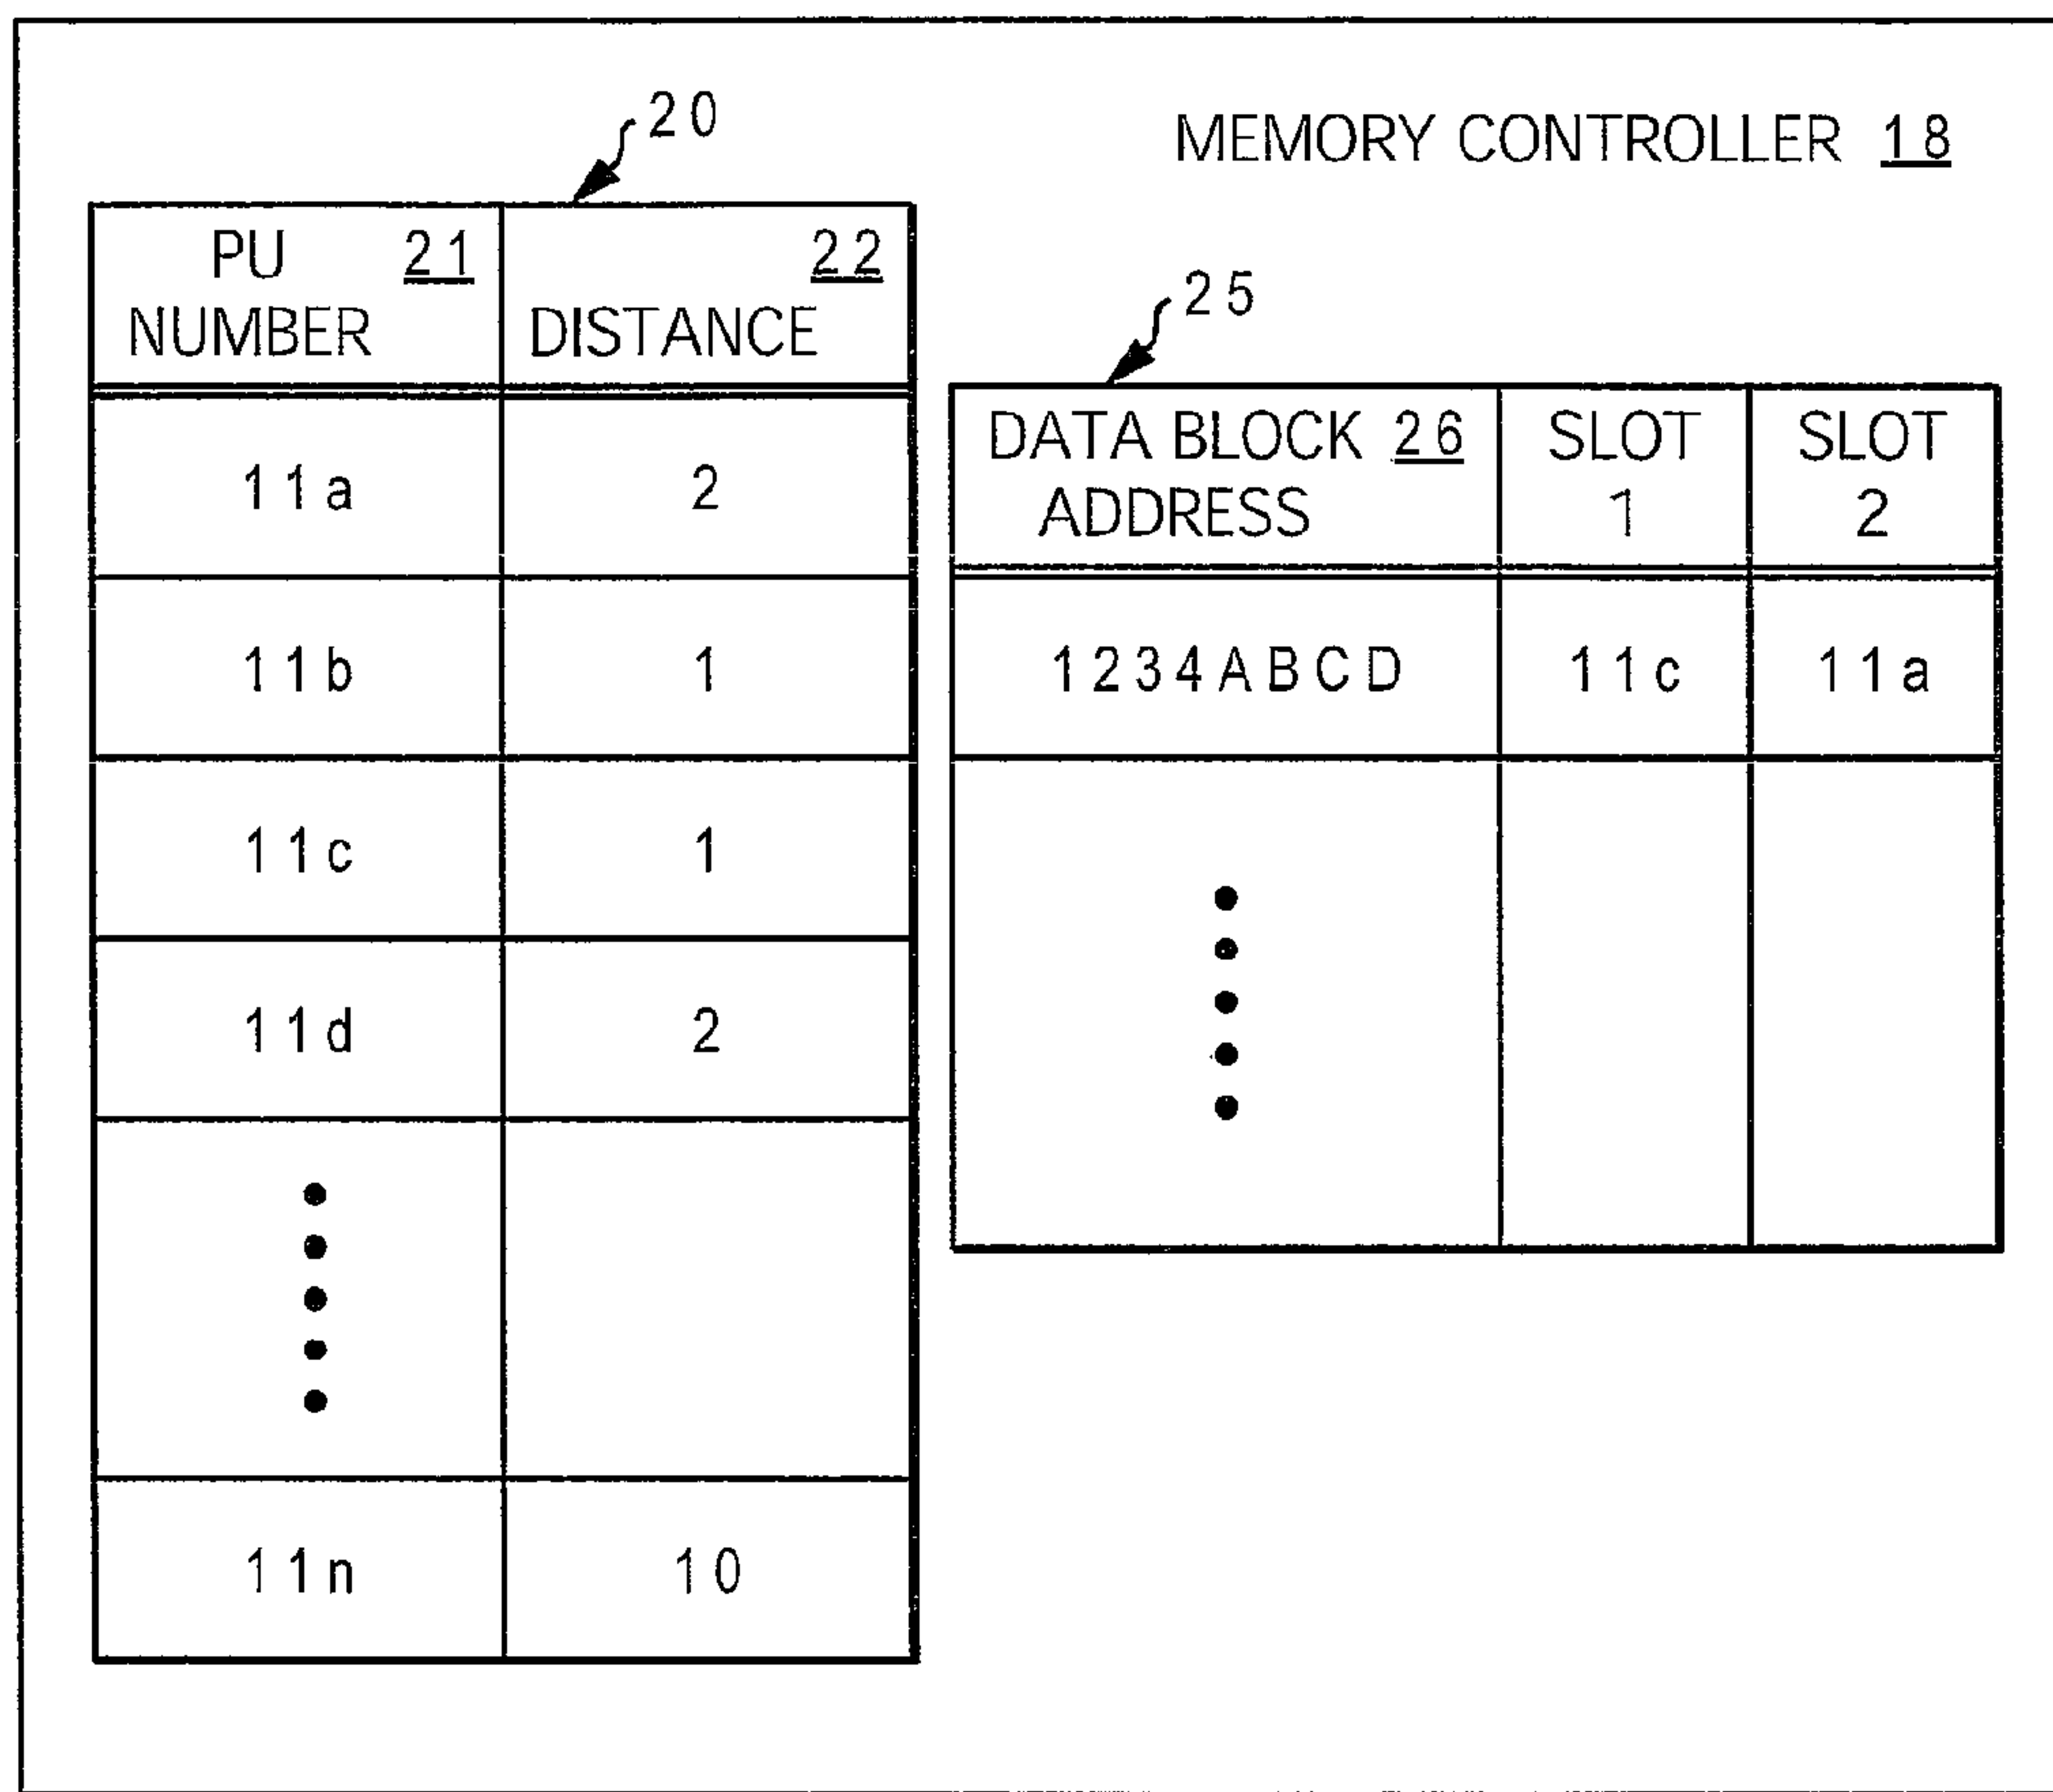 20
MEMORY CONTROLLER 18
PU 21
NUMBER
22
DISTANCE
11a 2
11b 1
11c 1
11d 2
11n 10
25
DATA BLOCK 26
ADDRESS
SLOT
1
SLOT
2
1234ABCD 11c 11a